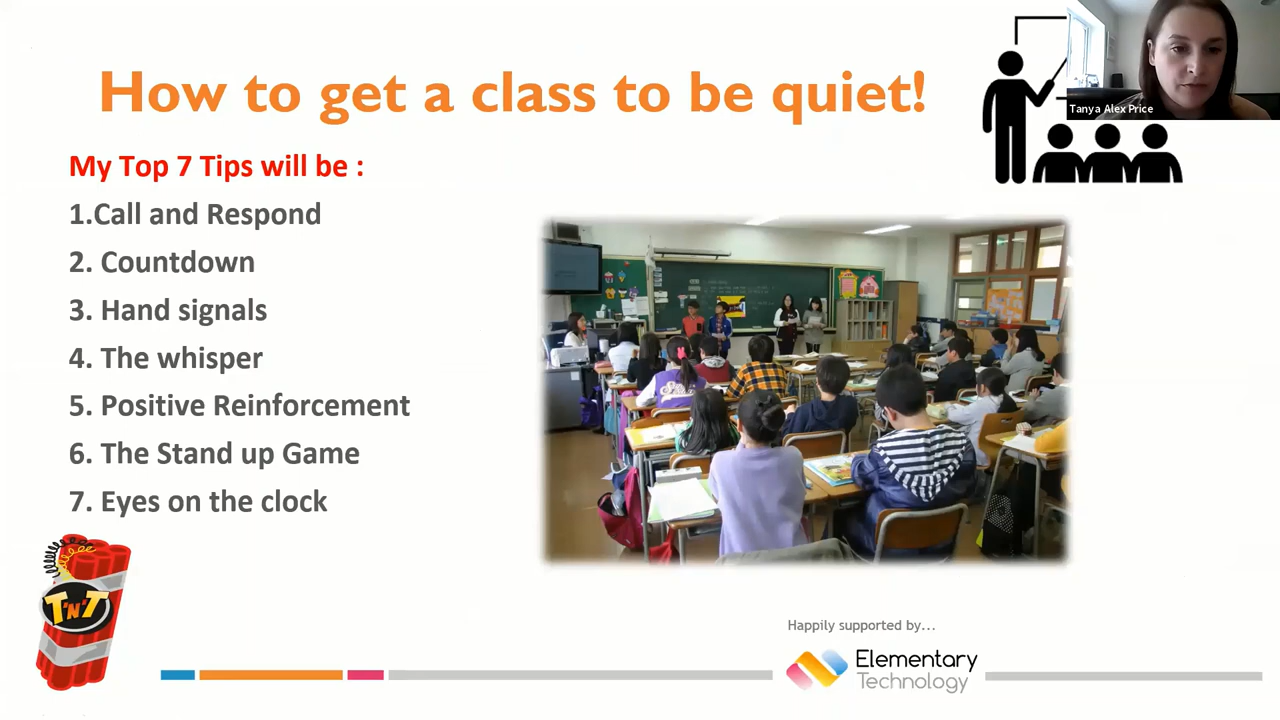 How to get a class to be quiet!
Tanya Alex Price
My Top 7 Tips will be :
1.Call and Respond
2. Countdown
3. Hand signals
4. The whisper
5. Positive Reinforcement
6. The Stand up Game
7. Eyes on the clock
T'N'T
Happily supported by...
Elementary
Technology